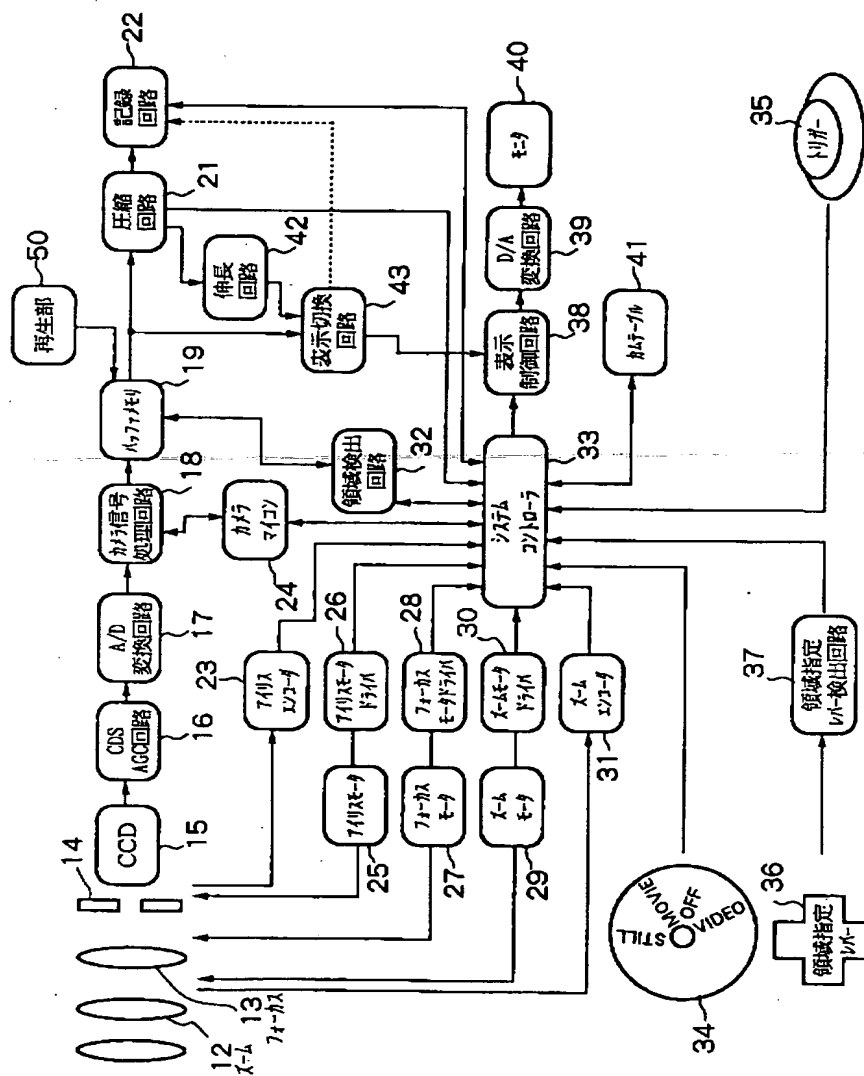 12
ズーム
13
フォーカス
14
CCD
15
CDS
AGC回路
16
A/D
変換回路
17
カメラ信号
処理回路
18
バッファメモリ
19
再生部
50
圧縮
回路
21
記録
回路
22
伸長
回路
42
表示切換
回路
43
アイリス
エンコーダ
23
カメラ
マイコン
24
アイリスモータ
25
アイリスモータ
ドライバ
26
フォーカス
モータ
27
フォーカス
モータドライバ
28
ズーム
モータ
29
ズームモータ
ドライバ
30
ズーム
エンコーダ
31
領域検出
回路
32
システム
コントローラ
33
表示
制御回路
38
D/A
変換回路
39
モニタ
40
カムテーブル
41
STILL
MOVIE
OFF
VIDEO
34
領域指定
レバー
36
領域指定
レバー検出回路
37
トリガー
35